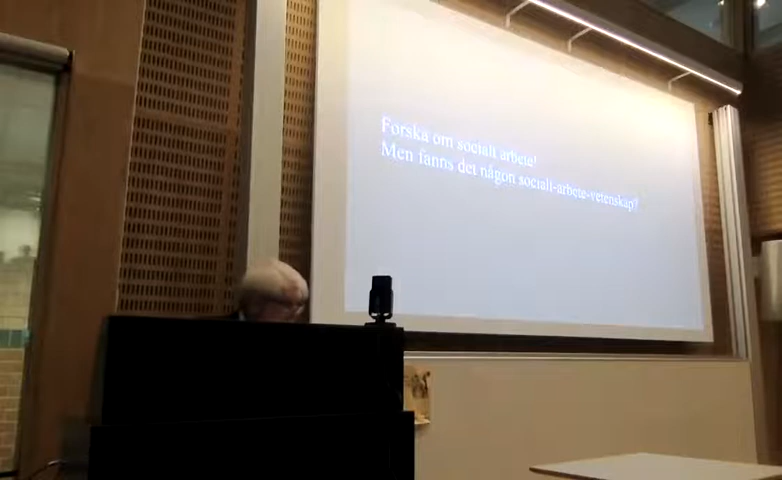 Forska om socialt arbete!
Men fanns det någon socialt-arbete-vetenskap?